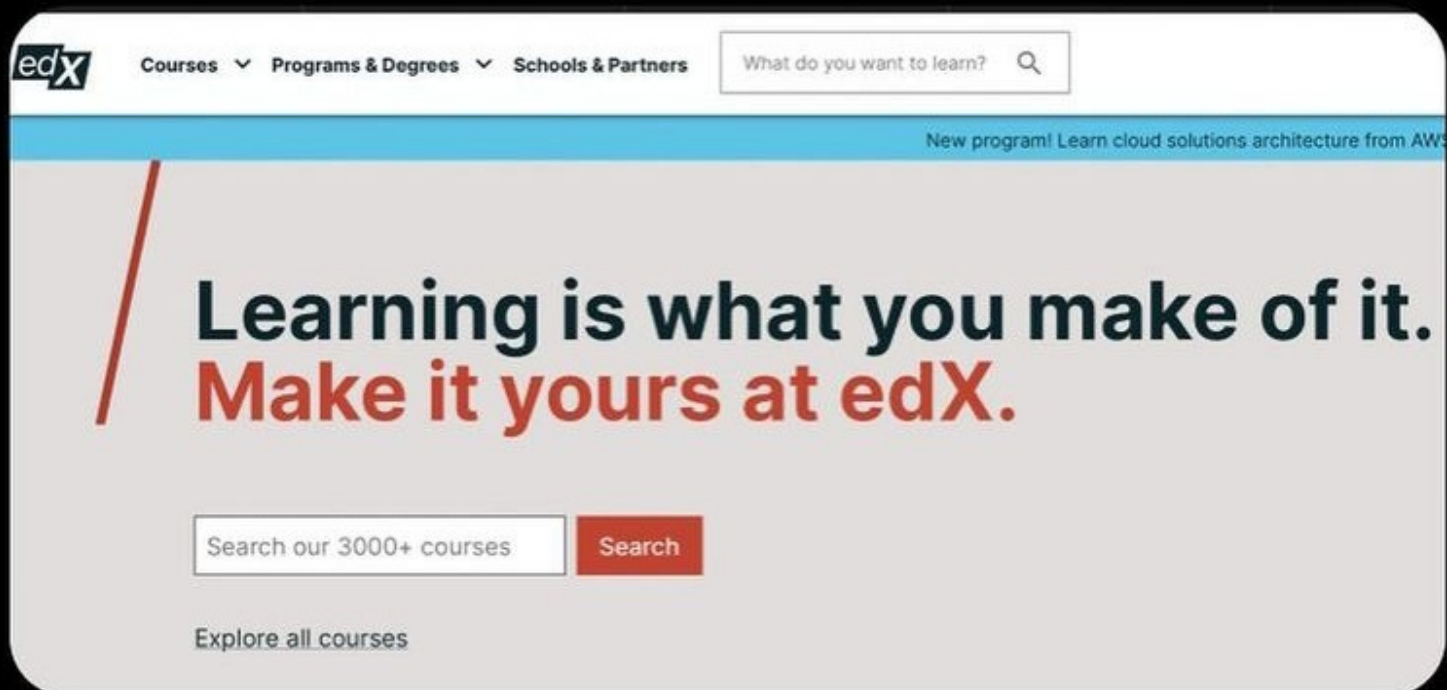 edX
Courses Programs & Degrees Schools & Partners What do you want to learn?
New program! Learn cloud solutions architecture from AWS
Learning is what you make of it.
Make it yours at edX.
Search our 3000+ courses Search
Explore all courses